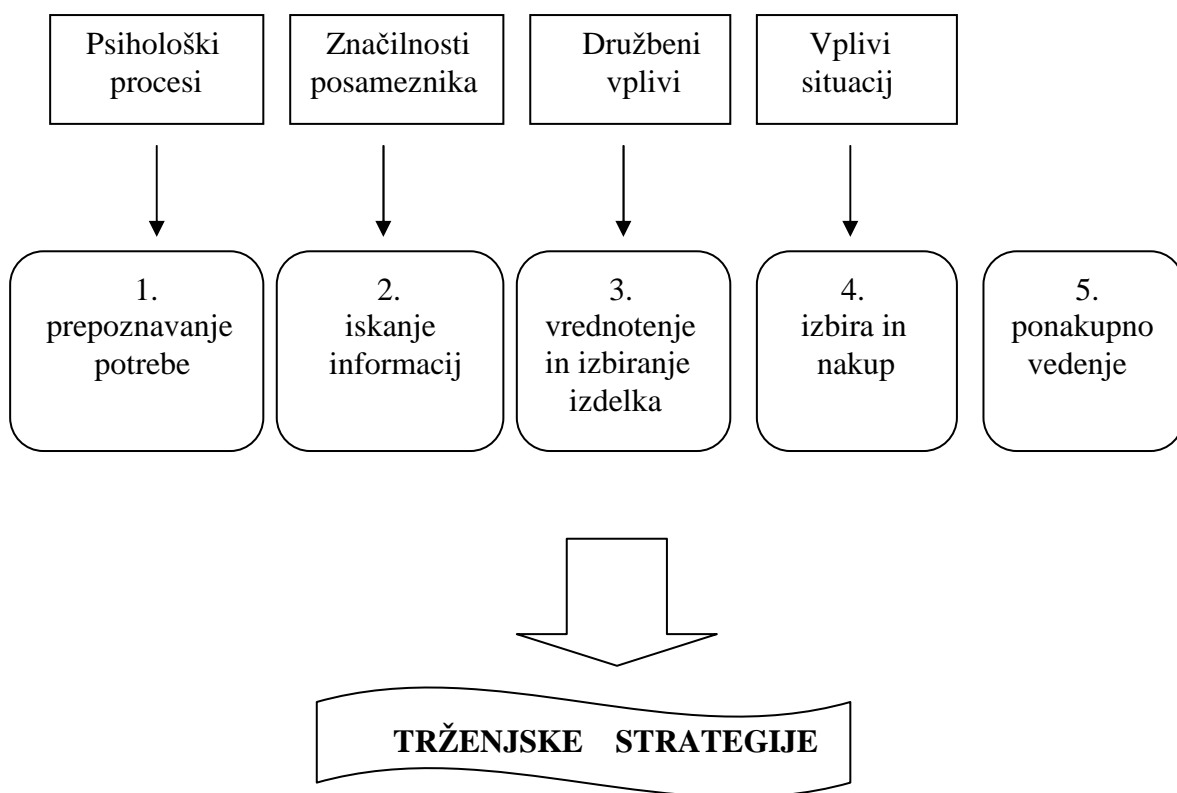 Psihološki
procesi
Značilnosti
posameznika
Družbeni
vplivi
Vplivi
situacij
1.
prepoznavanje
potrebe
2.
iskanje
informacij
3.
vrednotenje
in izbiranje
izdelka
4.
izbira in
nakup
5.
ponakupno
vedenje
TRŽENJSKE STRATEGIJE